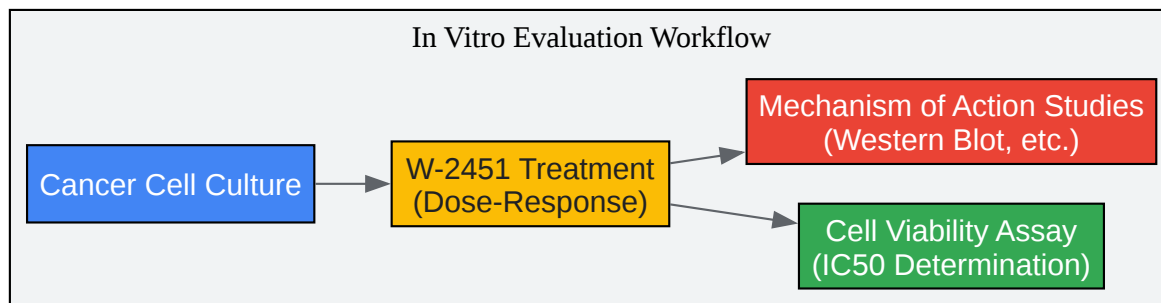 In Vitro Evaluation Workflow
Cancer Cell Culture
W-2451 Treatment
(Dose-Response)
Mechanism of Action Studies
(Western Blot, etc.)
Cell Viability Assay
(IC50 Determination)